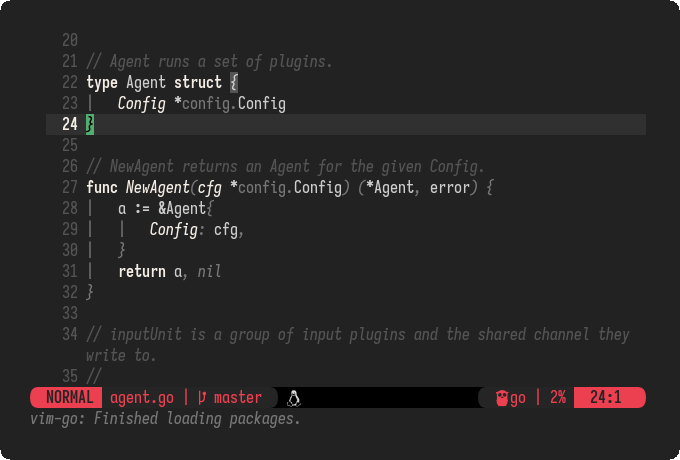 20
21 // Agent runs a set of plugins.
22 type Agent struct {
23 |   Config *config.Config
24 }
25
26 // NewAgent returns an Agent for the given Config.
27 func NewAgent(cfg *config.Config) (*Agent, error) {
28 |   a := &Agent{
29 |   |   Config: cfg,
30 |   }
31 |   return a, nil
32 }
33
34 // inputUnit is a group of input plugins and the shared channel they
write to.
35 //
NORMAL agent.go | master go | 2% 24:1
vim-go: Finished loading packages.